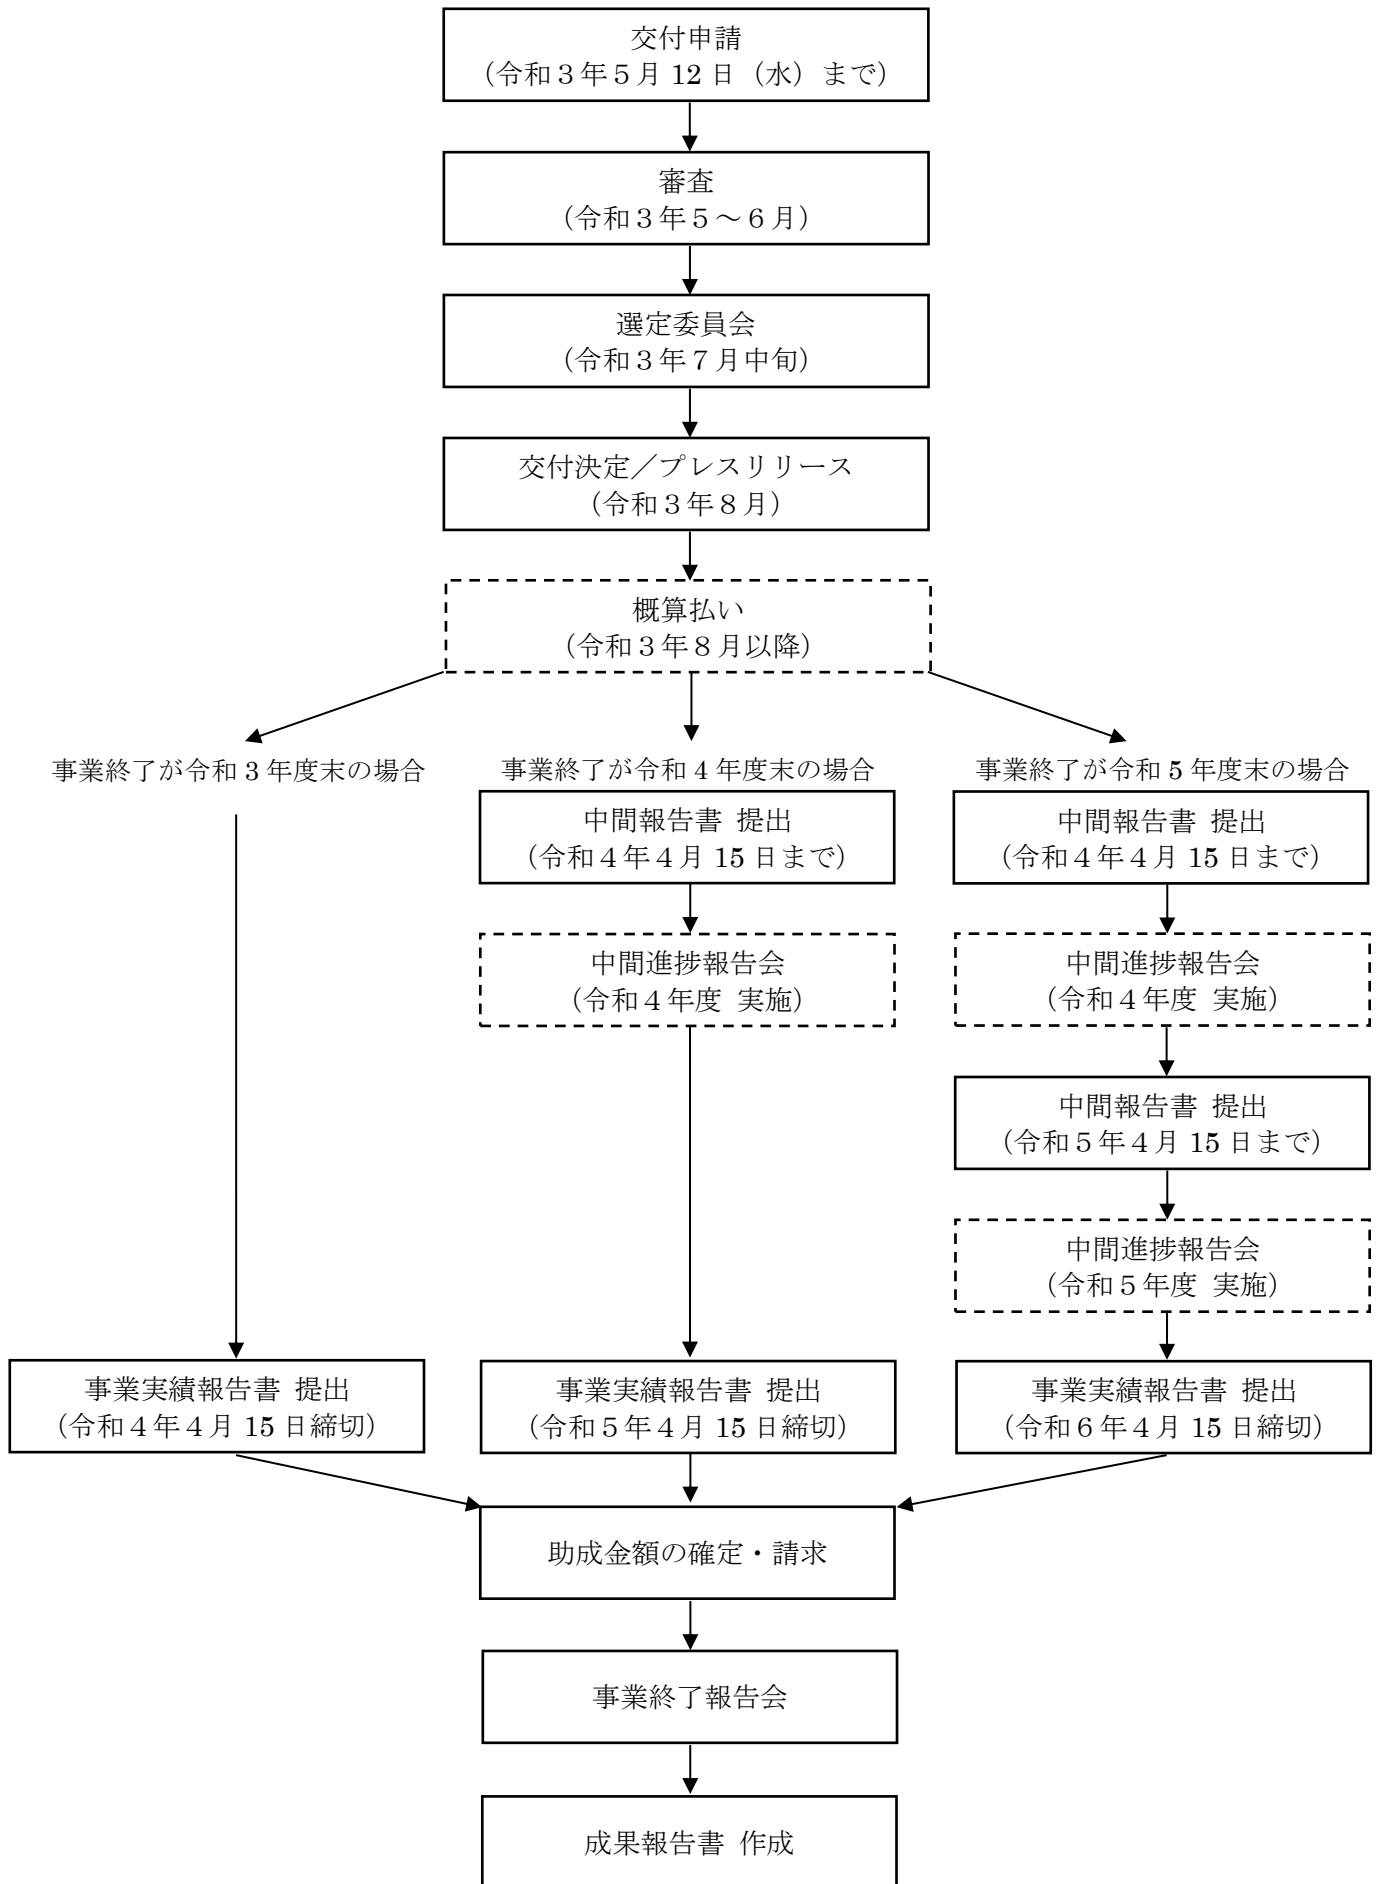 交付申請
（令和３年５月 12 日（水）まで）
審査
（令和３年５～６月）
選定委員会
（令和３年７月中旬）
交付決定／プレスリリース
（令和３年８月）
概算払い
（令和３年８月以降）
事業終了が令和 3 年度末の場合
事業終了が令和 4 年度末の場合
事業終了が令和 5 年度末の場合
中間報告書 提出
（令和４年４月 15 日まで）
中間報告書 提出
（令和４年４月 15 日まで）
中間進捗報告会
（令和４年度 実施）
中間進捗報告会
（令和４年度 実施）
中間報告書 提出
（令和５年４月 15 日まで）
中間進捗報告会
（令和５年度 実施）
事業実績報告書 提出
（令和４年４月 15 日締切）
事業実績報告書 提出
（令和５年４月 15 日締切）
事業実績報告書 提出
（令和６年４月 15 日締切）
助成金額の確定・請求
事業終了報告会
成果報告書 作成